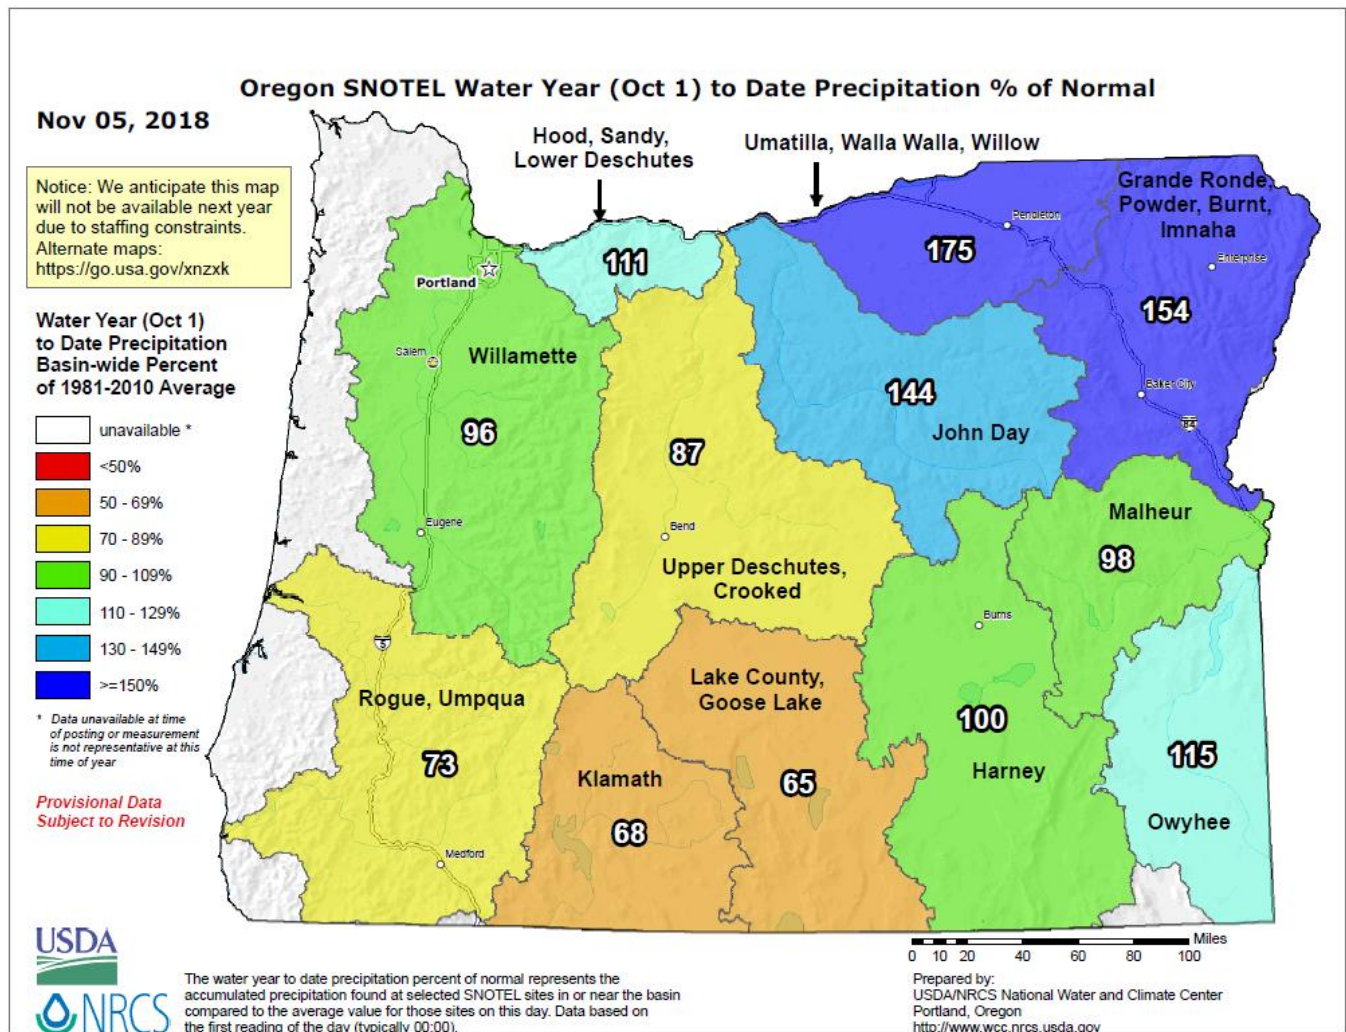 Oregon SNOTEL Water Year (Oct 1) to Date Precipitation % of Normal
Nov 05, 2018
Notice: We anticipate this map
will not be available next year
due to staffing constraints.
Alternate maps:
https://go.usa.gov/xnzxk
Water Year (Oct 1)
to Date Precipitation
Basin-wide Percent
of 1981-2010 Average
unavailable *
<50%
50 - 69%
70 - 89%
90 - 109%
110 - 129%
130 - 149%
>=150%
* Data unavailable at time
of posting or measurement
is not representative at this
time of year
Provisional Data
Subject to Revision
Hood, Sandy,
Lower Deschutes
111
Umatilla, Walla Walla, Willow
175
Pendleton
Grande Ronde,
Powder, Burnt,
Imnaha
Enterprise
154
Baker City
84
Portland
Salem
Willamette
96
Eugene
87
Bend
Upper Deschutes,
Crooked
144
John Day
Malheur
98
Burns
100
Harney
115
Owyhee
5
Rogue, Umpqua
73
Medford
Klamath
68
Lake County,
Goose Lake
65
USDA
NRCS
The water year to date precipitation percent of normal represents the
accumulated precipitation found at selected SNOTEL sites in or near the basin
compared to the average value for those sites on this day. Data based on
the first reading of the day (typically 00:00).
Miles
0 10 20 40 60 80 100
Prepared by:
USDA/NRCS National Water and Climate Center
Portland, Oregon
http://www.wcc.nrcs.usda.gov